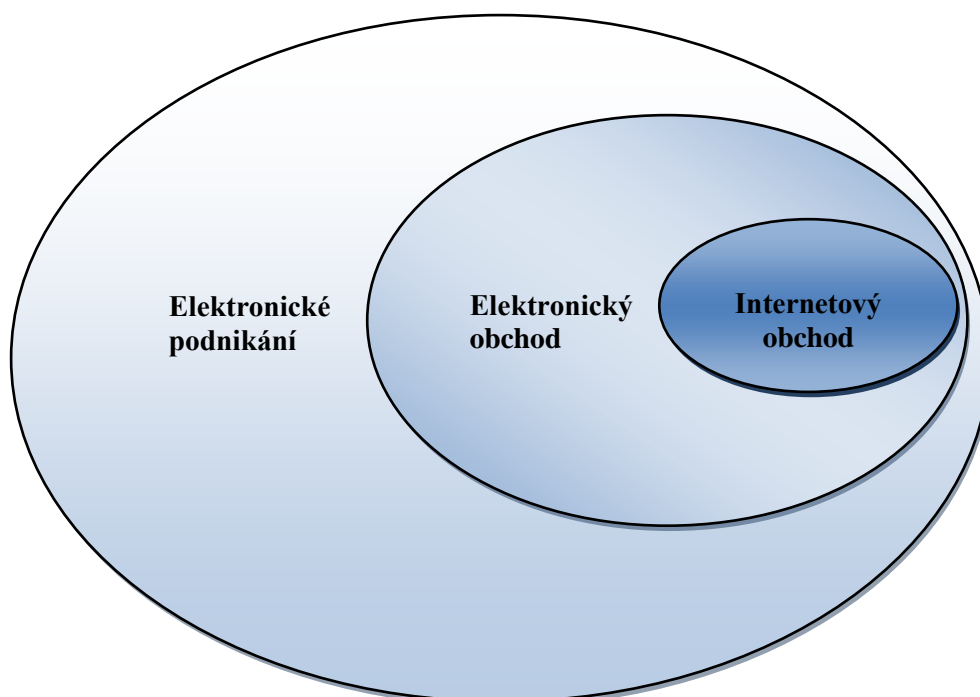 Elektronické
podnikání
Elektronický
obchod
Internetový
obchod